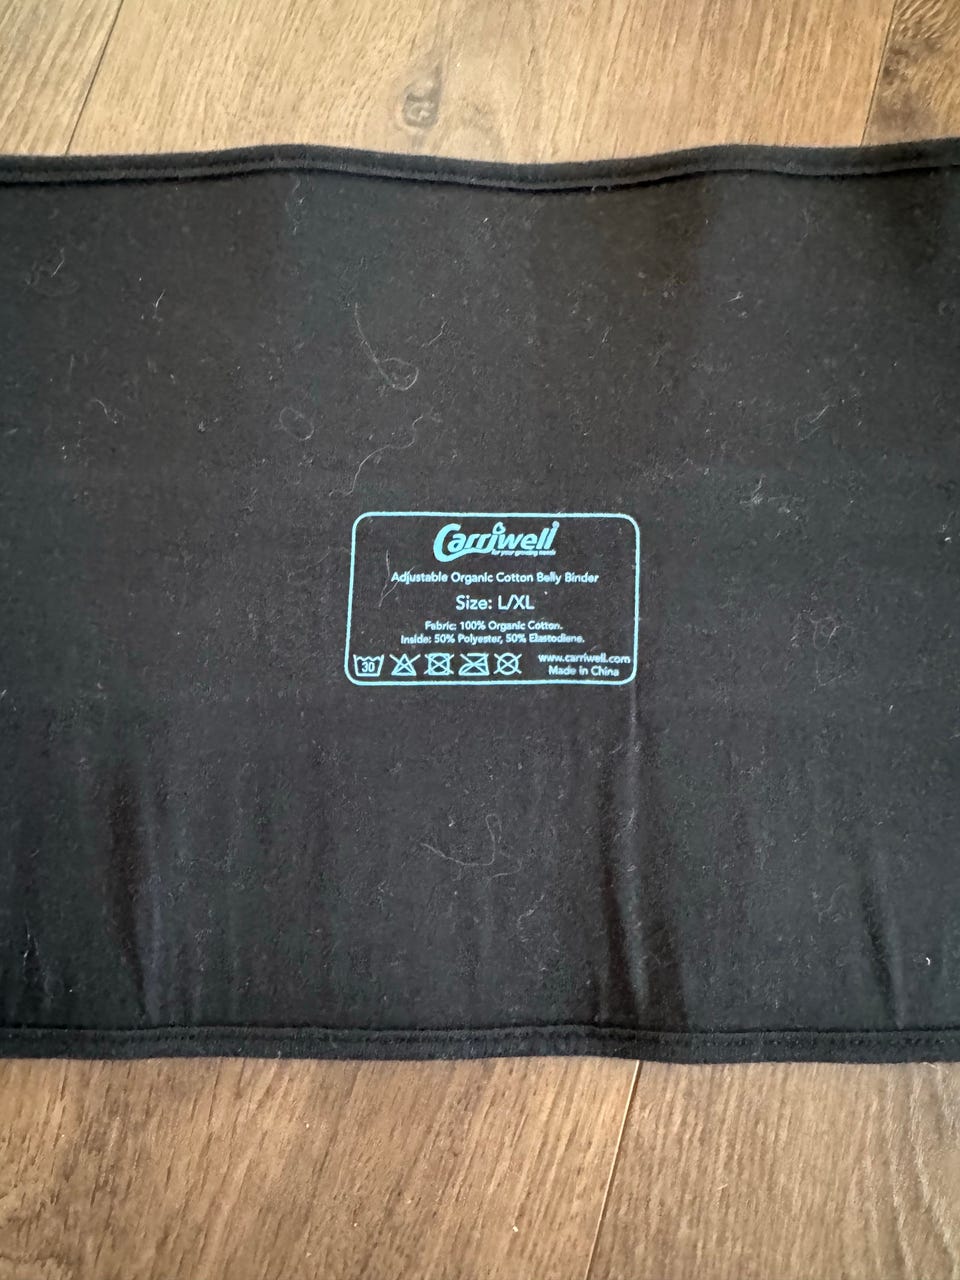 Carriwell
for your growing needs
Adjustable Organic Cotton Belly Binder
Size: L/XL
Fabric: 100% Organic Cotton.
Inside: 50% Polyester, 50% Elastodiene.
30
www.carriwell.com
Made in China